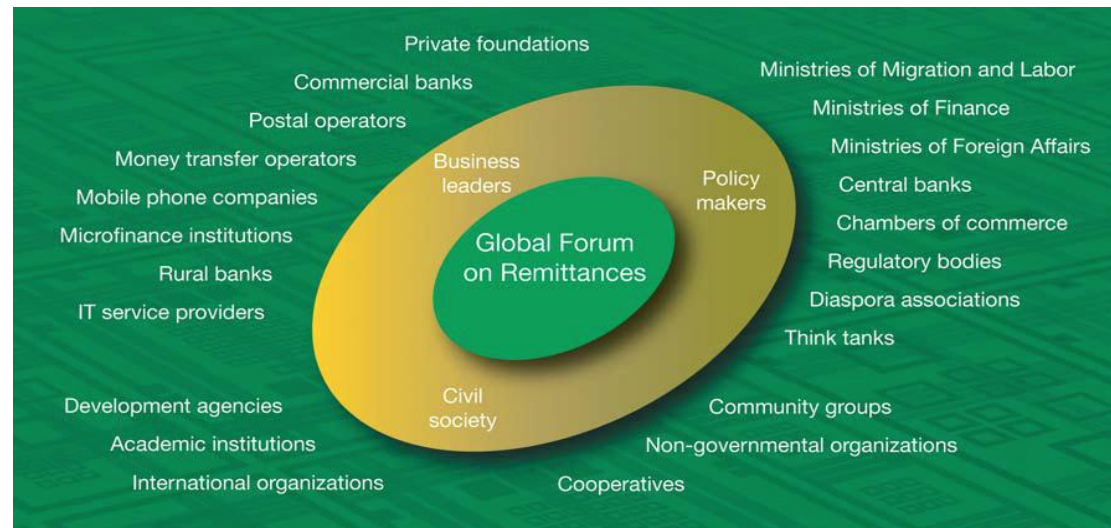 Private foundations
Commercial banks
Postal operators
Money transfer operators
Mobile phone companies
Microfinance institutions
Rural banks
IT service providers
Development agencies
Academic institutions
International organizations
Business
leaders
Policy
makers
Global Forum
on Remittances
Civil
society
Ministries of Migration and Labor
Ministries of Finance
Ministries of Foreign Affairs
Central banks
Chambers of commerce
Regulatory bodies
Diaspora associations
Think tanks
Community groups
Non-governmental organizations
Cooperatives